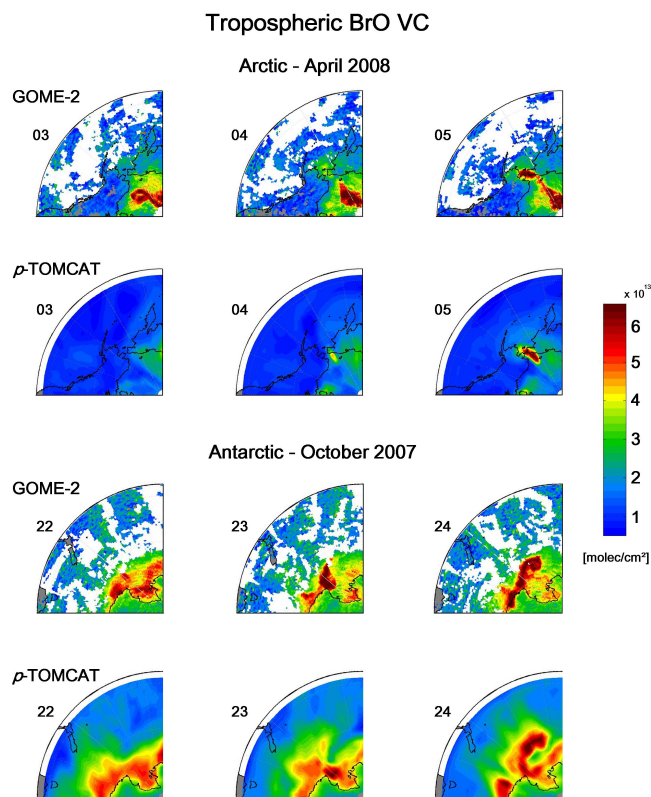 Tropospheric BrO VC
Arctic - April 2008
GOME-2
03
04
05
p-TOMCAT
03
04
05
x 10¹³
6
5
4
3
2
1
[molec/cm²]
Antarctic - October 2007
GOME-2
22
23
24
p-TOMCAT
22
23
24